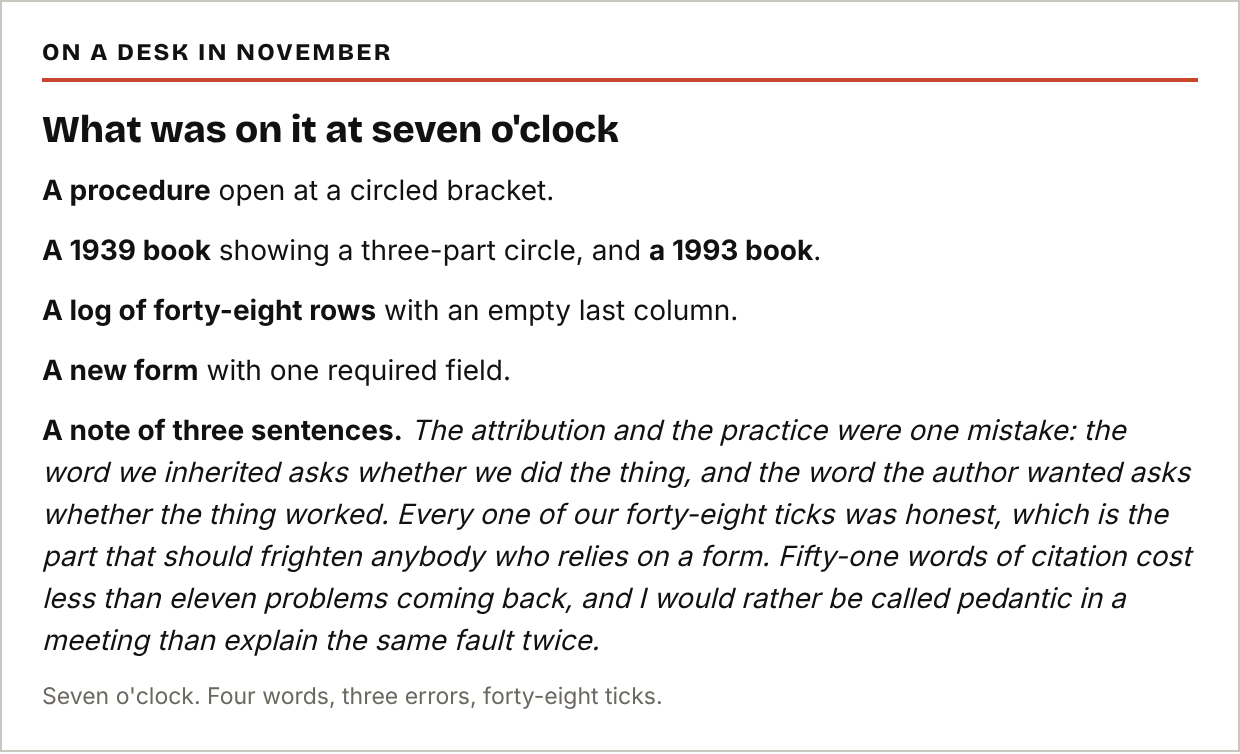 ON A DESK IN NOVEMBER
What was on it at seven o'clock
A procedure open at a circled bracket.
A 1939 book showing a three-part circle, and a 1993 book.
A log of forty-eight rows with an empty last column.
A new form with one required field.
A note of three sentences. The attribution and the practice were one mistake: the
word we inherited asks whether we did the thing, and the word the author wanted asks
whether the thing worked. Every one of our forty-eight ticks was honest, which is the
part that should frighten anybody who relies on a form. Fifty-one words of citation cost
less than eleven problems coming back, and I would rather be called pedantic in a
meeting than explain the same fault twice.
Seven o'clock. Four words, three errors, forty-eight ticks.